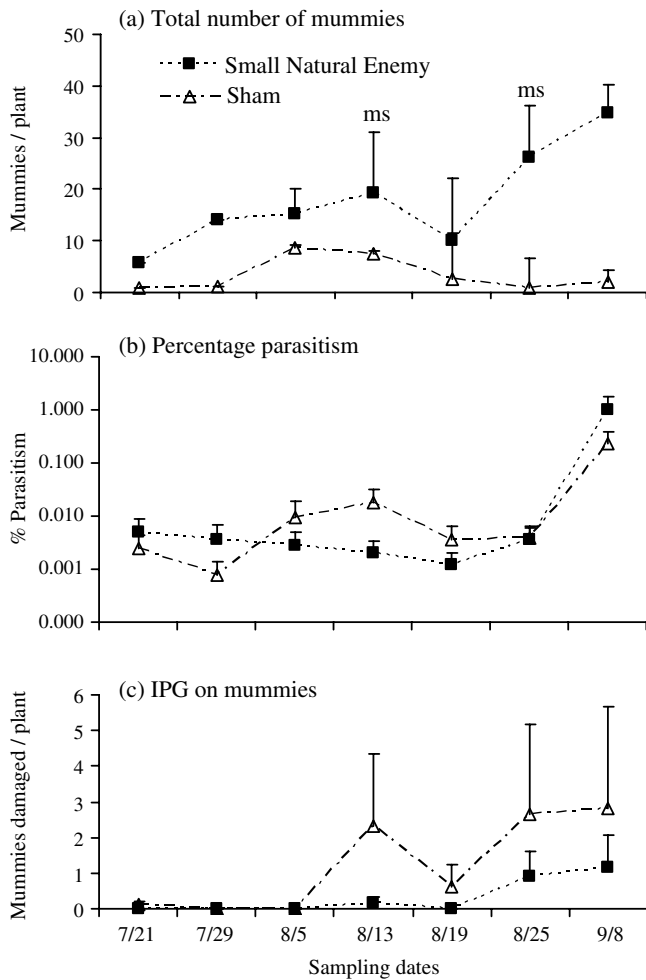 (a) Total number of mummies
50
40
30
20
10
0
Mummies / plant
Small Natural Enemy
Sham
ms
ms
(b) Percentage parasitism
10.000
1.000
0.100
0.010
0.001
0.000
% Parasitism
(c) IPG on mummies
6
5
4
3
2
1
0
Mummies damaged / plant
7/21 7/29 8/5 8/13 8/19 8/25 9/8
Sampling dates